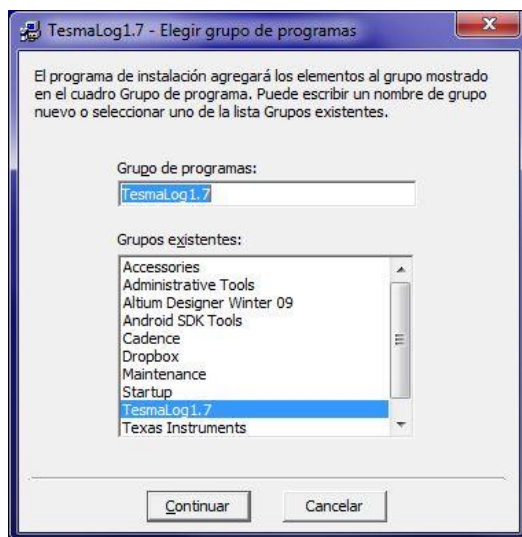 TesmaLog1.7 - Elegir grupo de programas
El programa de instalación agregará los elementos al grupo mostrado
en el cuadro Grupo de programa. Puede escribir un nombre de grupo
nuevo o seleccionar uno de la lista Grupos existentes.
Grupo de programas:
TesmaLog1.7
Grupos existentes:
Accessories
Administrative Tools
Altium Designer Winter 09
Android SDK Tools
Cadence
Dropbox
Maintenance
Startup
TesmaLog1.7
Texas Instruments
Continuar
Cancelar